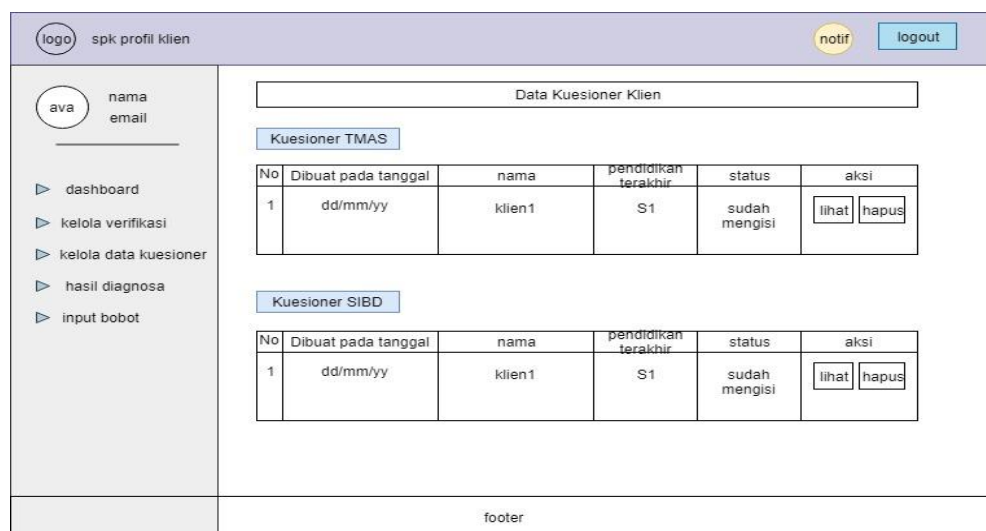 logo spk profil klien notif logout
ava nama
email
dashboard
kelola verifikasi
kelola data kuesioner
hasil diagnosa
input bobot
Data Kuesioner Klien
Kuesioner TMAS
No Dibuat pada tanggal nama pendidikan terakhir status aksi
1 dd/mm/yy klien1 S1 sudah mengisi lihat hapus
Kuesioner SIBD
No Dibuat pada tanggal nama pendidikan terakhir status aksi
1 dd/mm/yy klien1 S1 sudah mengisi lihat hapus
footer